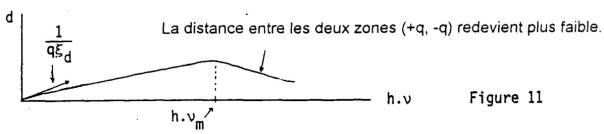 d
La distance entre les deux zones (+q, -q) redevient plus faible.
1
qξd
h.ν
Figure 11
h.νm